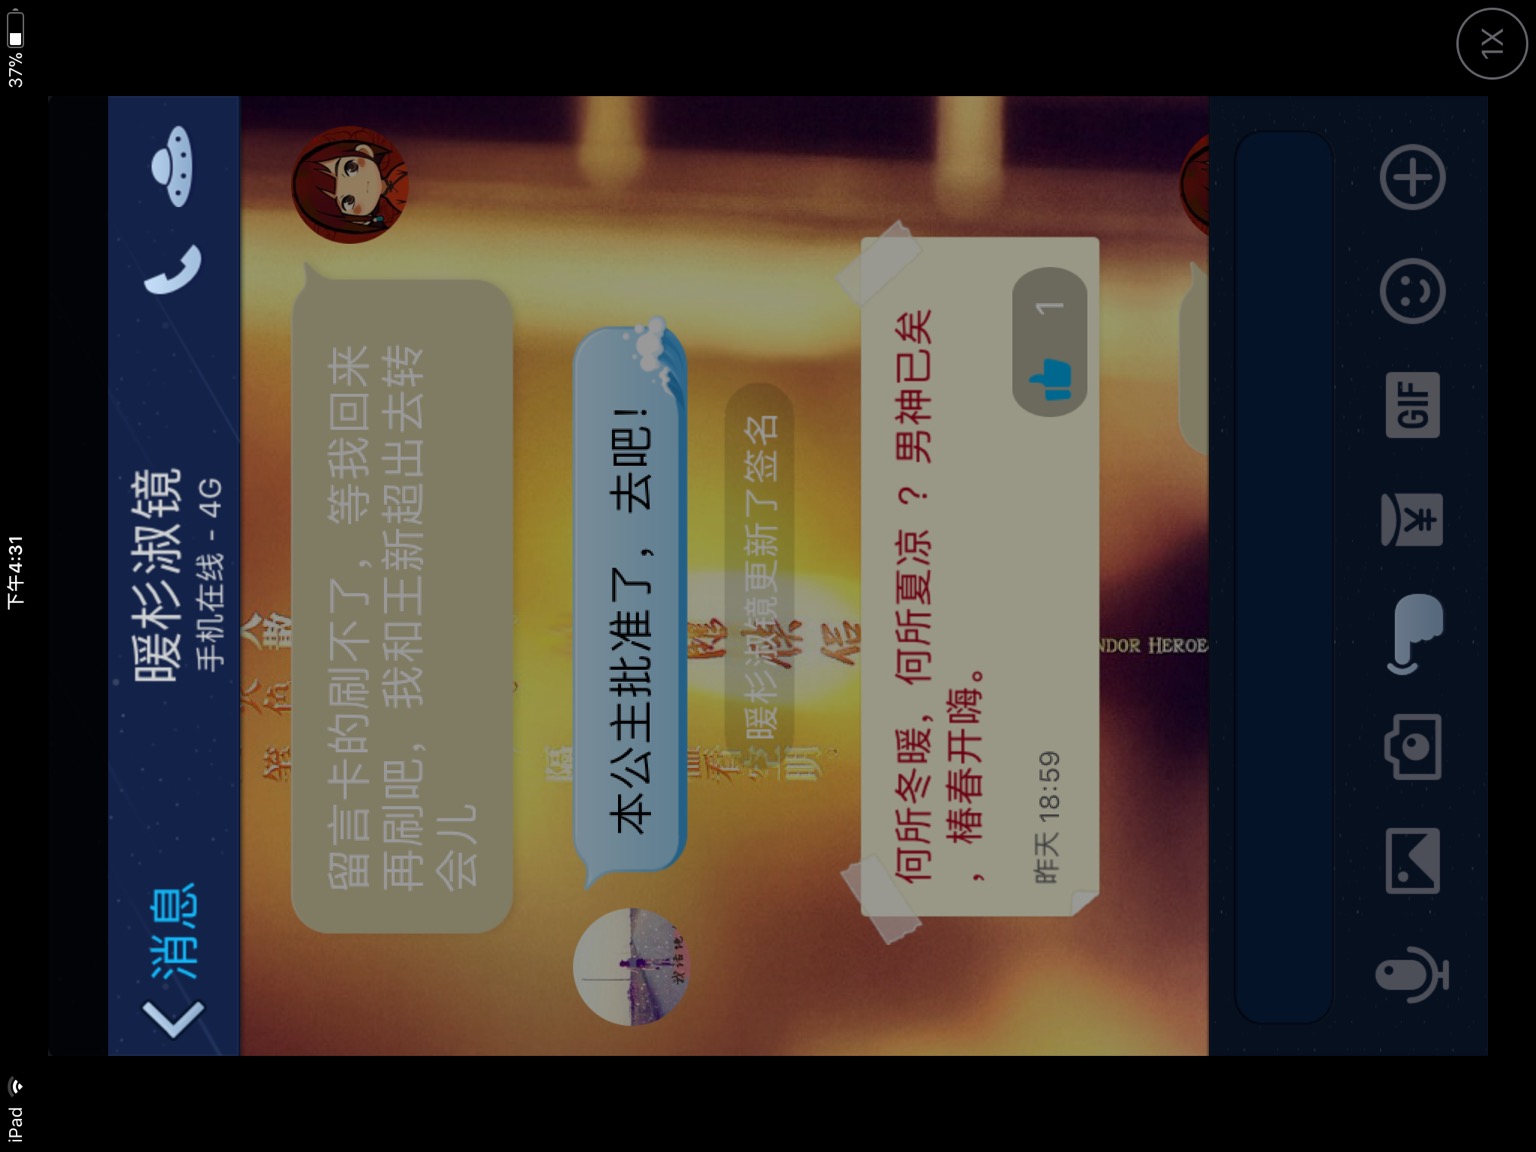 iPad
下午4:31
37%
1X
消息
暖杉淑镜
手机在线 - 4G
留言卡的刷不了，等我回来
再刷吧，我和王新超出去转
会儿
本公主批准了，去吧！
暖杉淑镜更新了签名
何所冬暖，何所夏凉 ？男神已矣
，椿春开嗨。
昨天 18:59
1
NDOR HEROE
GIF